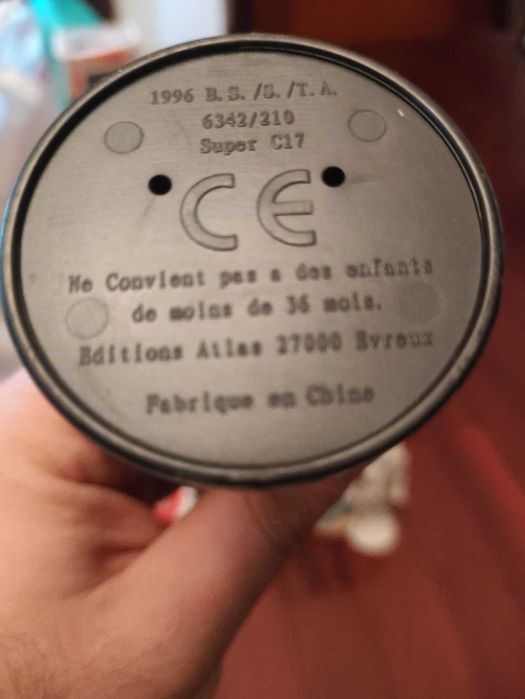 1996 B.S./S./T.A.
6342/210
Super C17
CE
Ne Convient pas a des enfants
de moins de 36 mois.
Editions Atlas 27000 Evreux
Fabrique en Chine